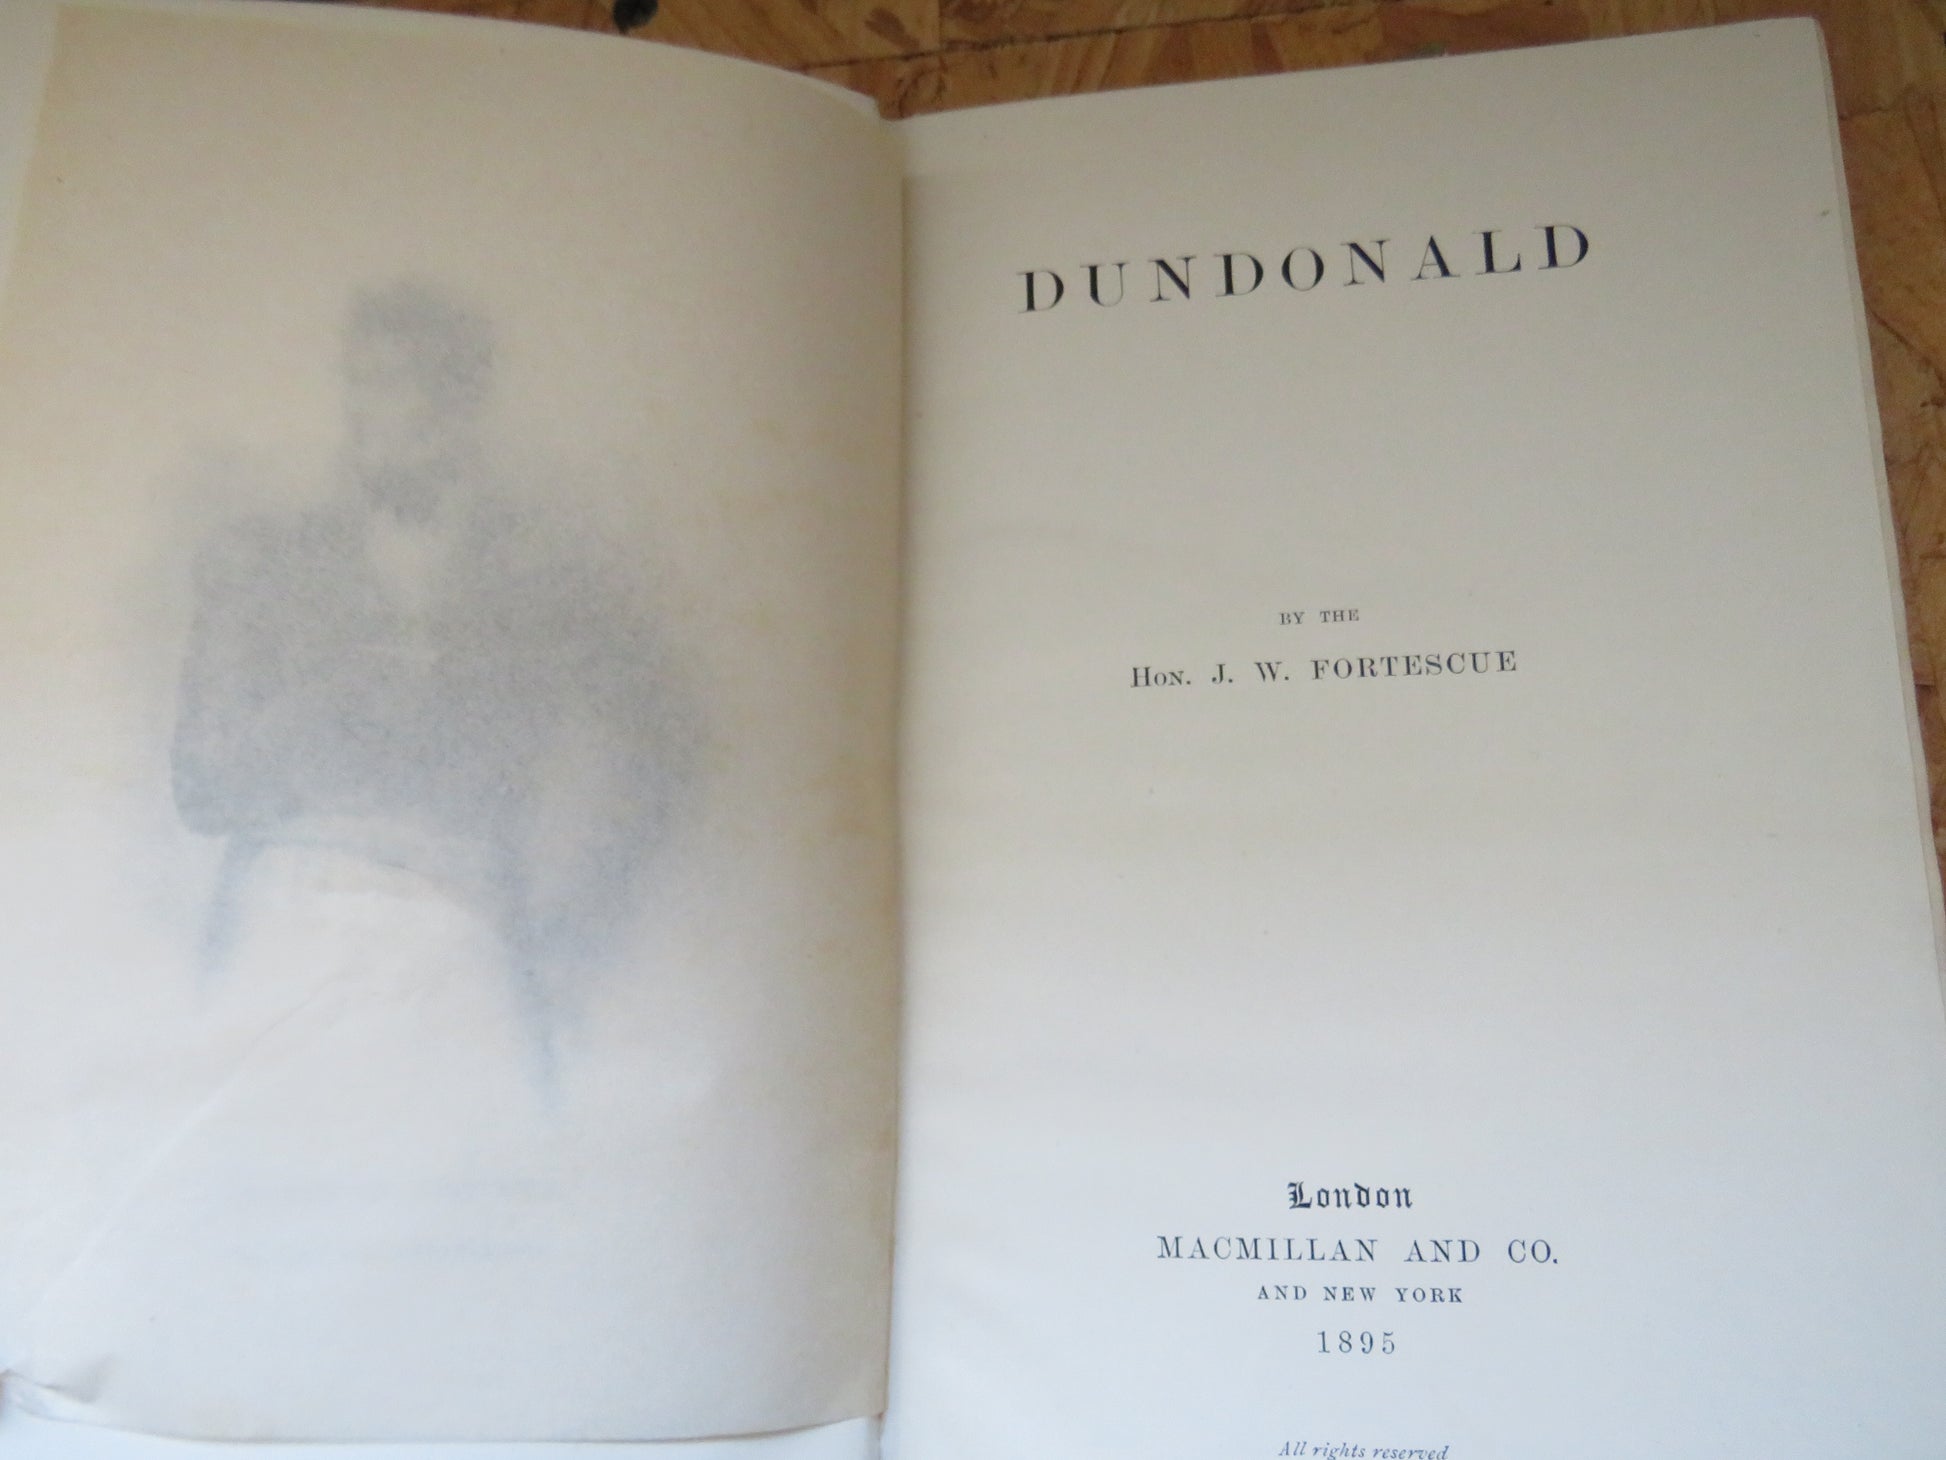 DUNDONALD
BY THE
HON. J. W. FORTESCUE
London
MACMILLAN AND CO.
AND NEW YORK
1895
All rights reserved